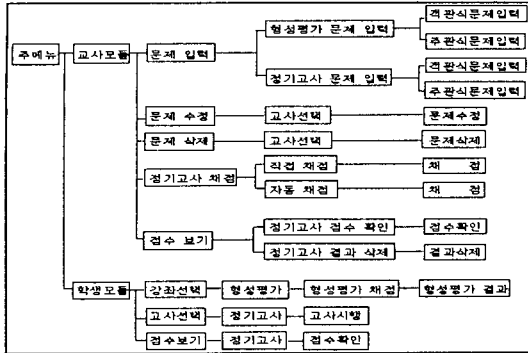 객관식문제입력
형성평가 문제 입력
주관식문제입력
주메뉴 교사모듈 문제 입력
객관식문제입력
정기고사 문제 입력
주관식문제입력
문제 수정 고사선택 문제수정
문제 삭제 고사선택 문제삭제
직접 채점 채 점
정기고사 채점
자동 채점 채 점
정기고사 점수 확인 점수확인
점수 보기
정기고사 결과 삭제 결과삭제
학생모듈 강좌선택 형성평가 형성평가 채점 형성평가 결과
고사선택 정기고사 고사시행
점수보기 정기고사 점수확인